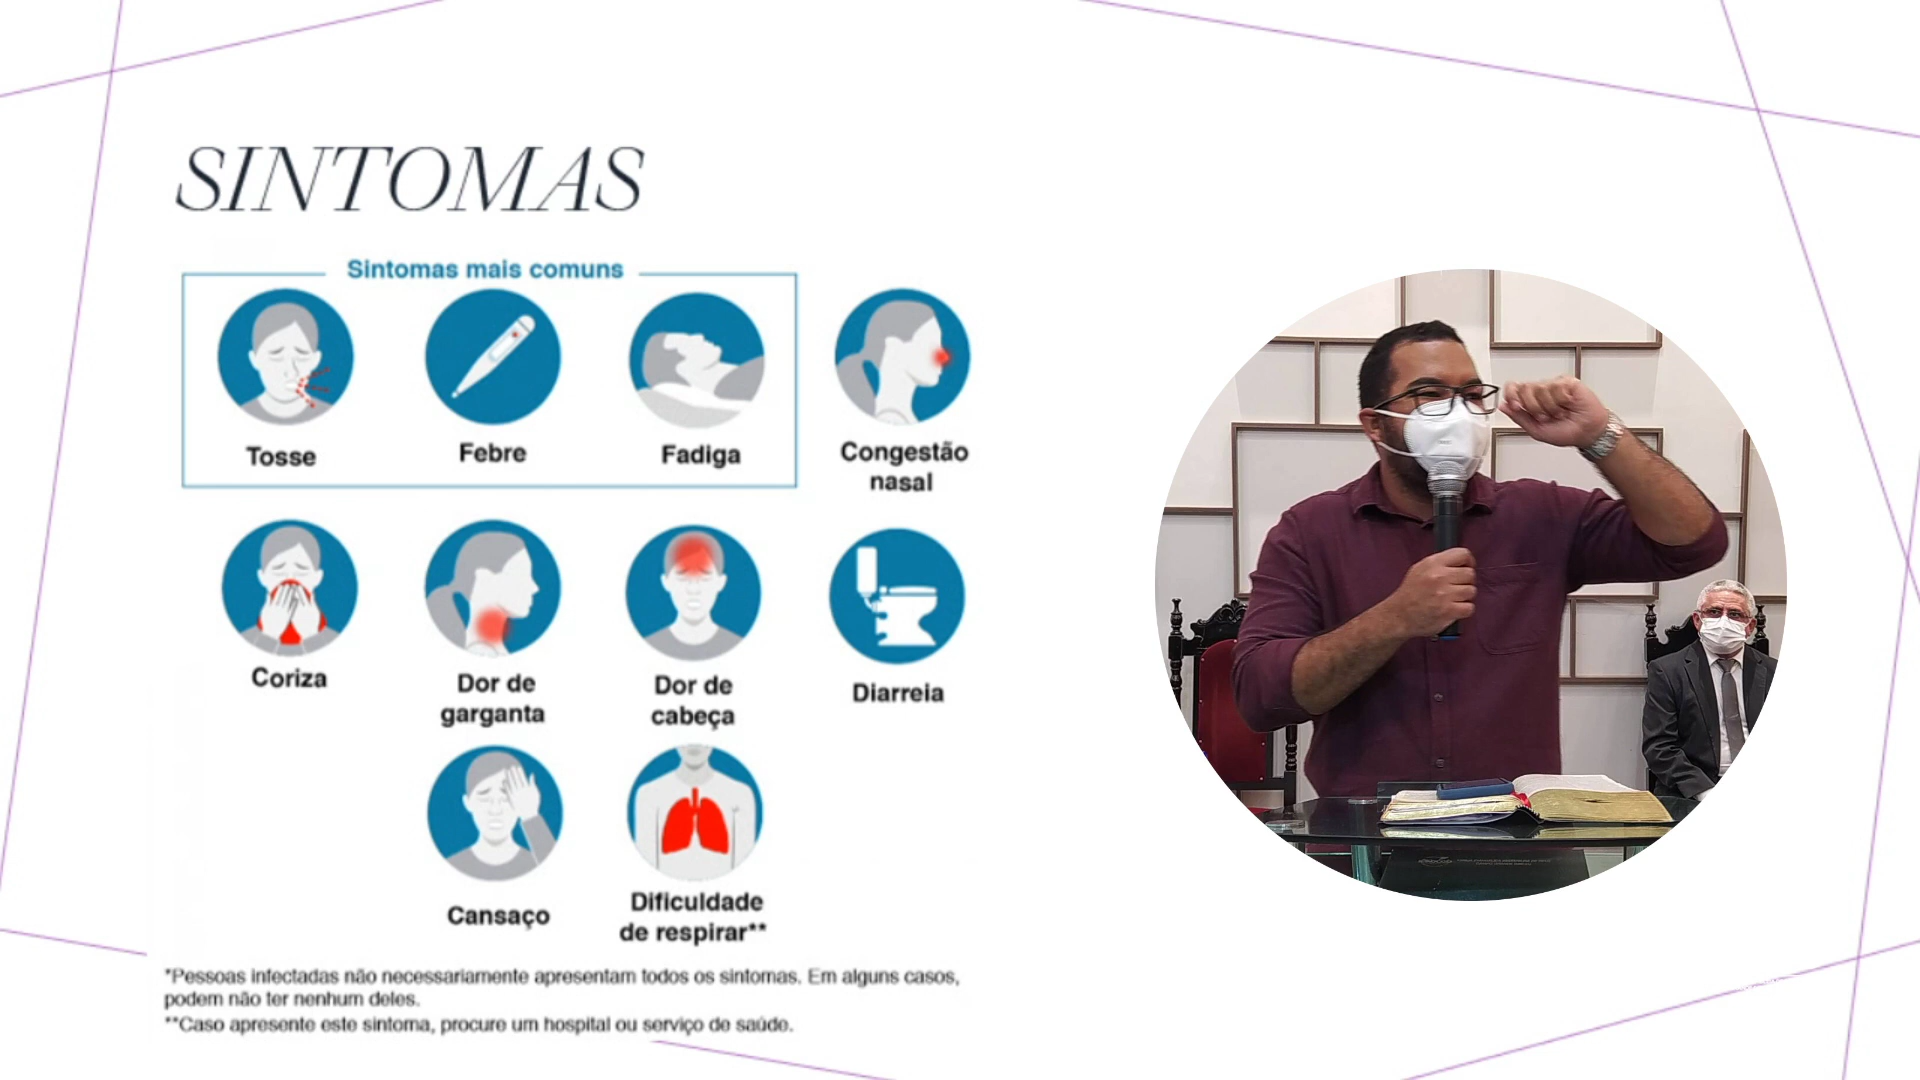 SINTOMAS
Sintomas mais comuns
Tosse
Febre
Fadiga
Congestão
nasal
Coriza
Dor de
garganta
Dor de
cabeça
Diarreia
Cansaço
Dificuldade
de respirar**
*Pessoas infectadas não necessariamente apresentam todos os sintomas. Em alguns casos,
podem não ter nenhum deles.
**Caso apresente este sintoma, procure um hospital ou serviço de saúde.